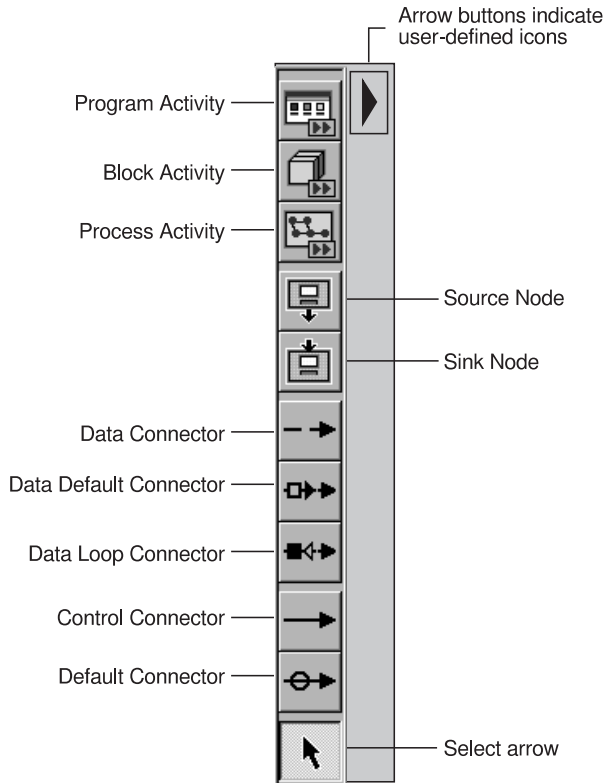 Arrow buttons indicate
user-defined icons
Program Activity
Block Activity
Process Activity
Source Node
Sink Node
Data Connector
Data Default Connector
Data Loop Connector
Control Connector
Default Connector
Select arrow